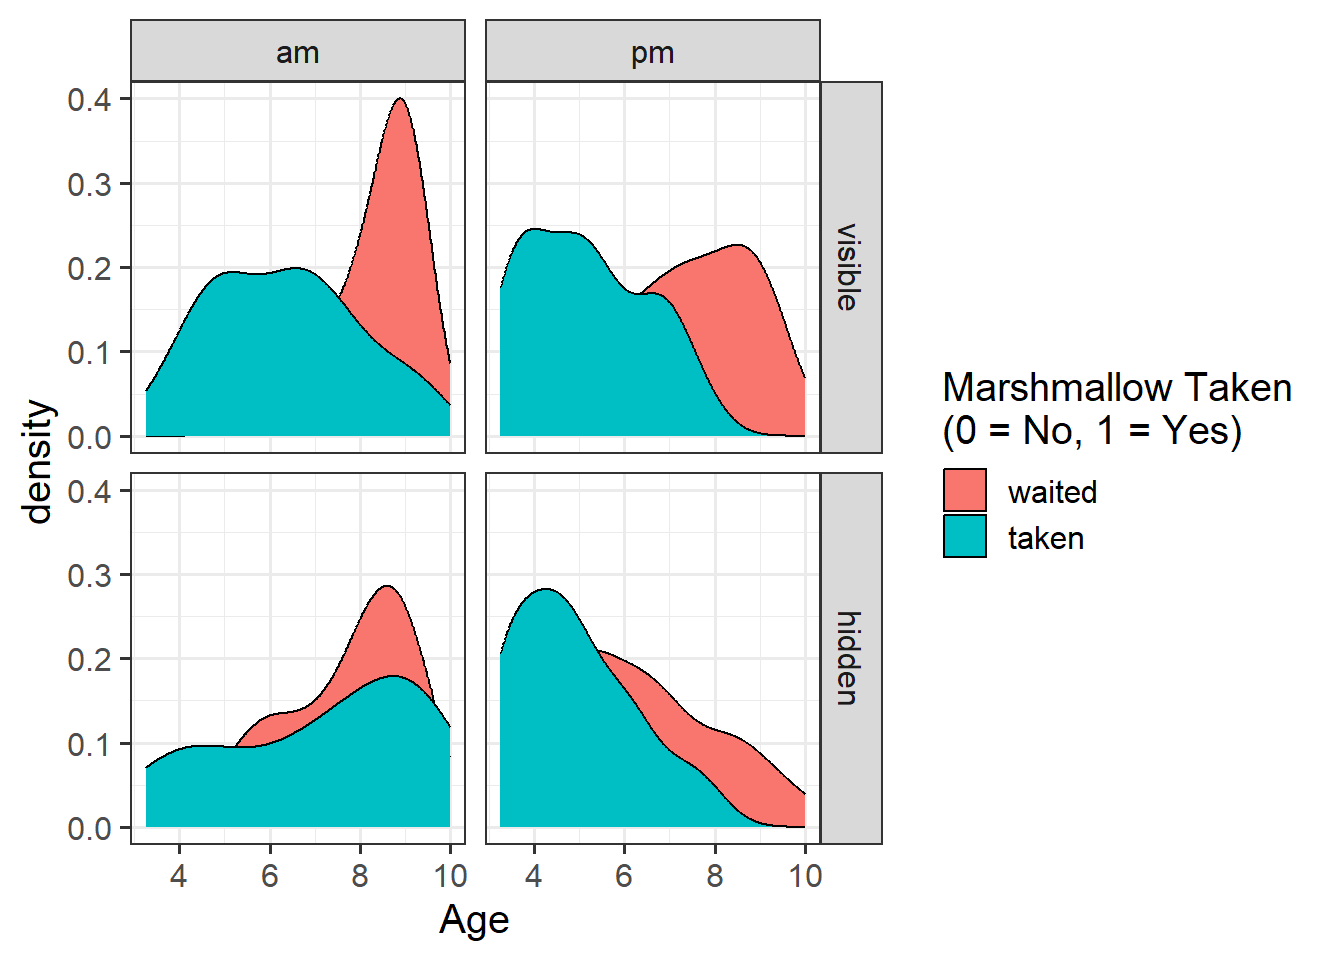 am
pm
0.4
0.3
0.2
0.1
0.0
visible
density
0.4
0.3
0.2
0.1
0.0
hidden
4
6
8
10
4
6
8
10
Age
Marshmallow Taken
(0 = No, 1 = Yes)
waited
taken